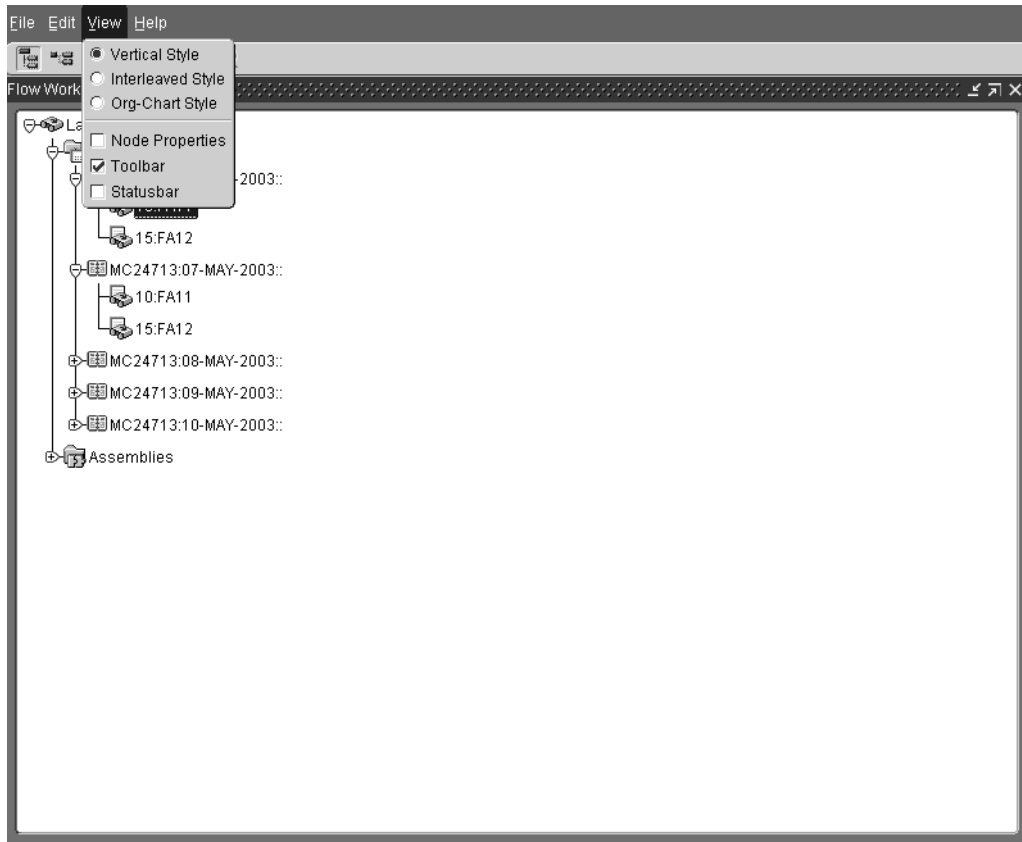 File Edit View Help
Vertical Style
Interleaved Style
Org-Chart Style
Node Properties
Toolbar
Statusbar
Flow Work
La
-2003::
15:FA12
MC24713:07-MAY-2003::
10:FA11
15:FA12
MC24713:08-MAY-2003::
MC24713:09-MAY-2003::
MC24713:10-MAY-2003::
Assemblies